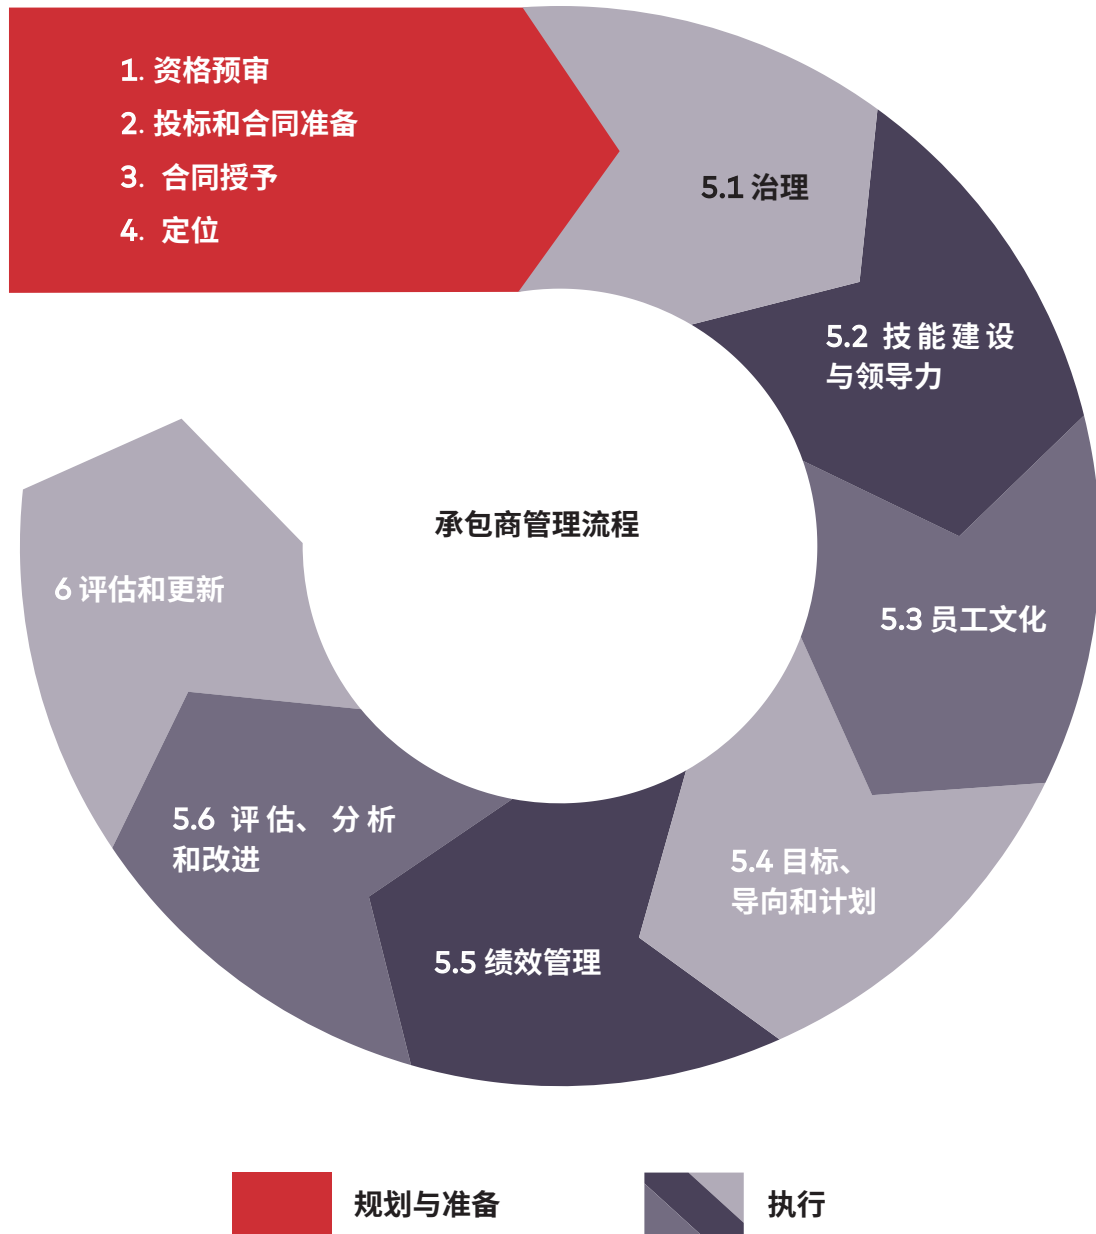 1. 资格预审
2. 投标和合同准备
3. 合同授予
4. 定位
5.1 治理
5.2 技能建设
与领导力
5.3 员工文化
5.4 目标、
导向和计划
5.5 绩效管理
5.6 评估、分析
和改进
6 评估和更新
承包商管理流程
规划与准备
执行